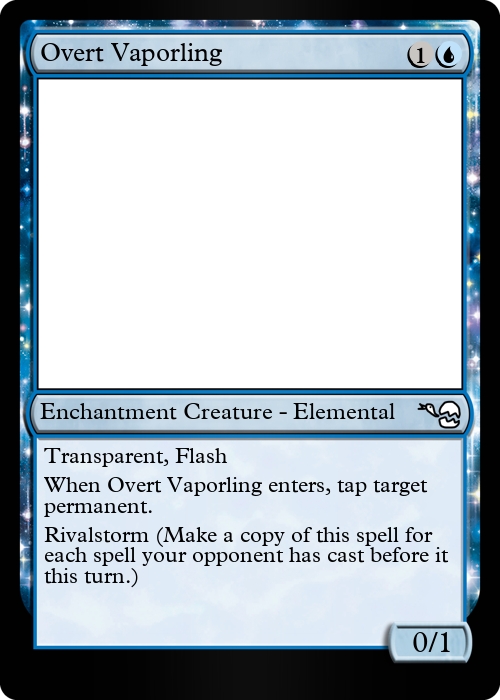 Overt Vaporling
1
Enchantment Creature - Elemental
Transparent, Flash
When Overt Vaporling enters, tap target
permanent.
Rivalstorm (Make a copy of this spell for
each spell your opponent has cast before it
this turn.)
0/1